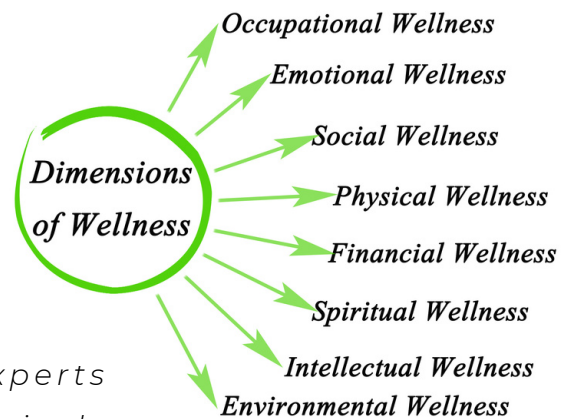 Occupational Wellness
Emotional Wellness
Social Wellness
Dimensions
of Wellness
Physical Wellness
Financial Wellness
Spiritual Wellness
Intellectual Wellness
Environmental Wellness
xperts